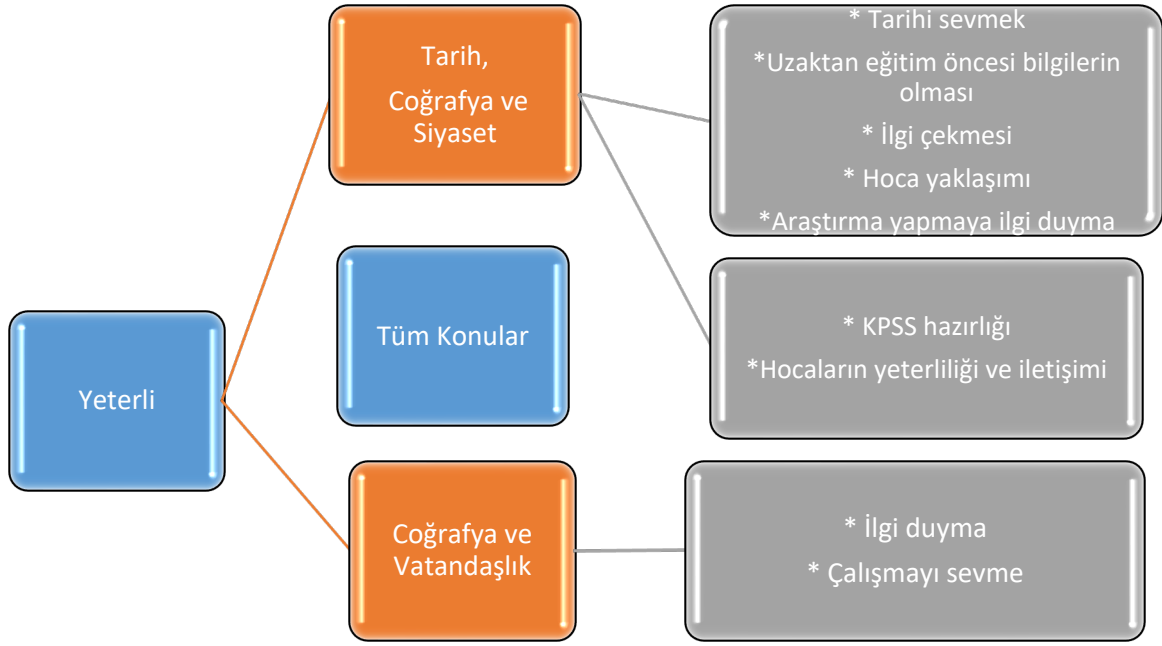 Yeterli
Tarih,
Coğrafya ve
Siyaset
Tüm Konular
Coğrafya ve
Vatandaşlık
* Tarihi sevmek
*Uzaktan eğitim öncesi bilgilerin
olması
* İlgi çekmesi
* Hoca yaklaşımı
*Araştırma yapmaya ilgi duyma
* KPSS hazırlığı
*Hocaların yeterliliği ve iletişimi
* İlgi duyma
* Çalışmayı sevme